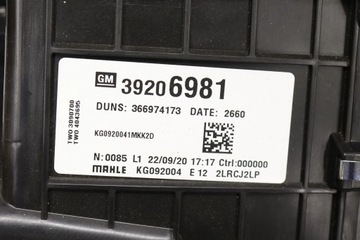 GM 39206981
DUNS: 366974173 DATE: 2660
KG0920041MKK2D
N:0085 L1 22/09/20 17:17 Ctrl:000000
MAHLE KG092004 E 12 2LRCJ2LP
TWO 3090780
TWO 4843695